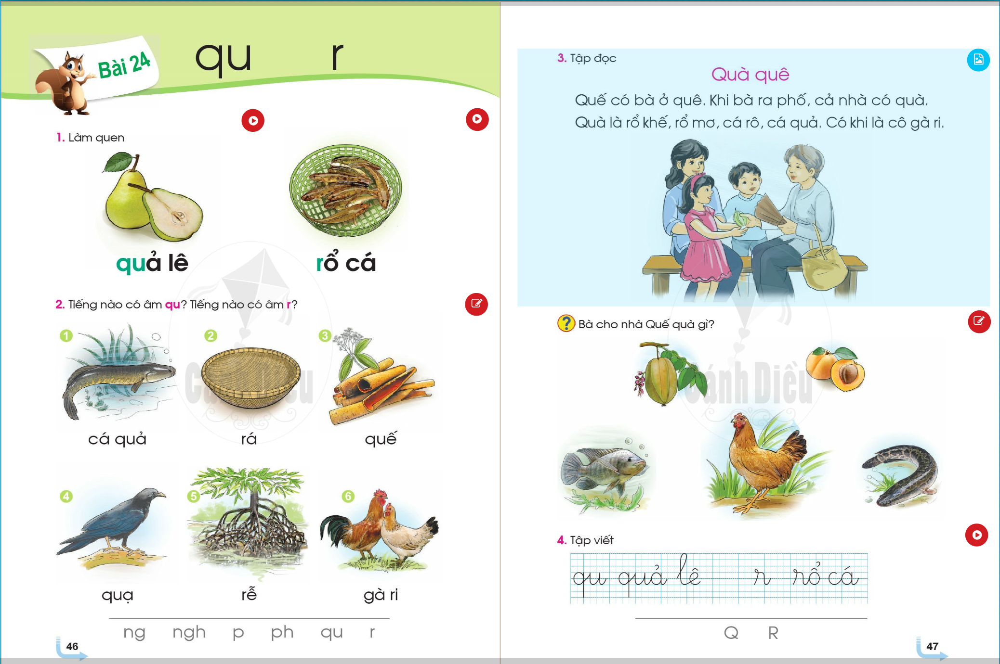 Bài 24
qu r
1. Làm quen
quả lê
rổ cá
2. Tiếng nào có âm qu? Tiếng nào có âm r?
1
2
3
cá quả
rá
quế
4
5
6
quạ
rễ
gà ri
ng ngh p ph qu r
46
3. Tập đọc
Quà quê
Quế có bà ở quê. Khi bà ra phố, cả nhà có quà.
Quà là rổ khế, rổ mơ, cá rô, cá quả. Có khi là cô gà ri.
? Bà cho nhà Quế quà gì?
Cánh Diều
4. Tập viết
qu quả lê r rổ cá
Q R
47